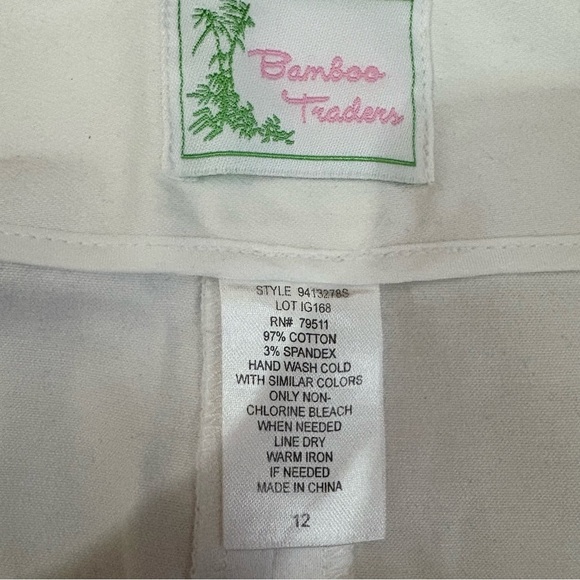 Bamboo
Traders
STYLE 9413278S
LOT IG168
RN# 79511
97% COTTON
3% SPANDEX
HAND WASH COLD
WITH SIMILAR COLORS
ONLY NON-
CHLORINE BLEACH
WHEN NEEDED
LINE DRY
WARM IRON
IF NEEDED
MADE IN CHINA
12